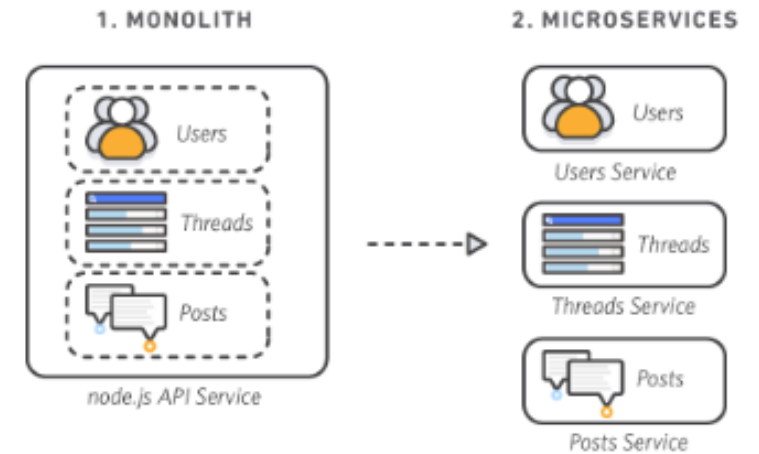 1. MONOLITH
Users
Threads
Posts
node.js API Service
2. MICROSERVICES
Users
Users Service
Threads
Threads Service
Posts
Posts Service